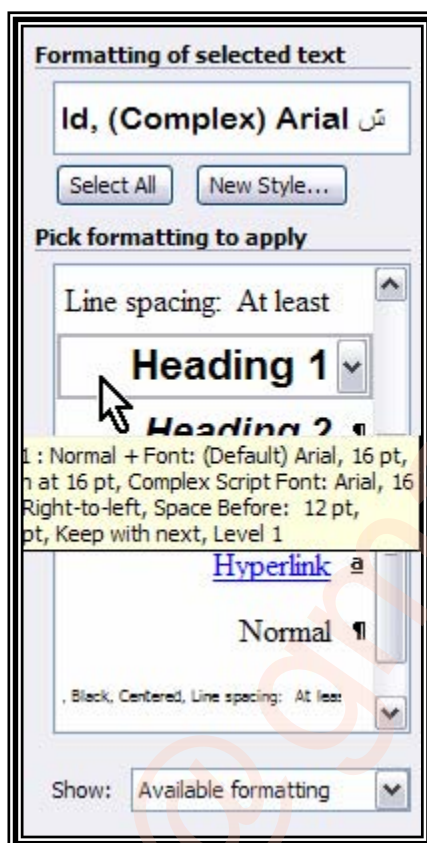 Formatting of selected text
ld, (Complex) Arial ش
Select All New Style...
Pick formatting to apply
Line spacing: At least
Heading 1
Heading 2 ¶
1 : Normal + Font: (Default) Arial, 16 pt,
n at 16 pt, Complex Script Font: Arial, 16
Right-to-left, Space Before: 12 pt,
pt, Keep with next, Level 1
Hyperlink a
Normal ¶
, Black, Centered, Line spacing: At leas
Show: Available formatting